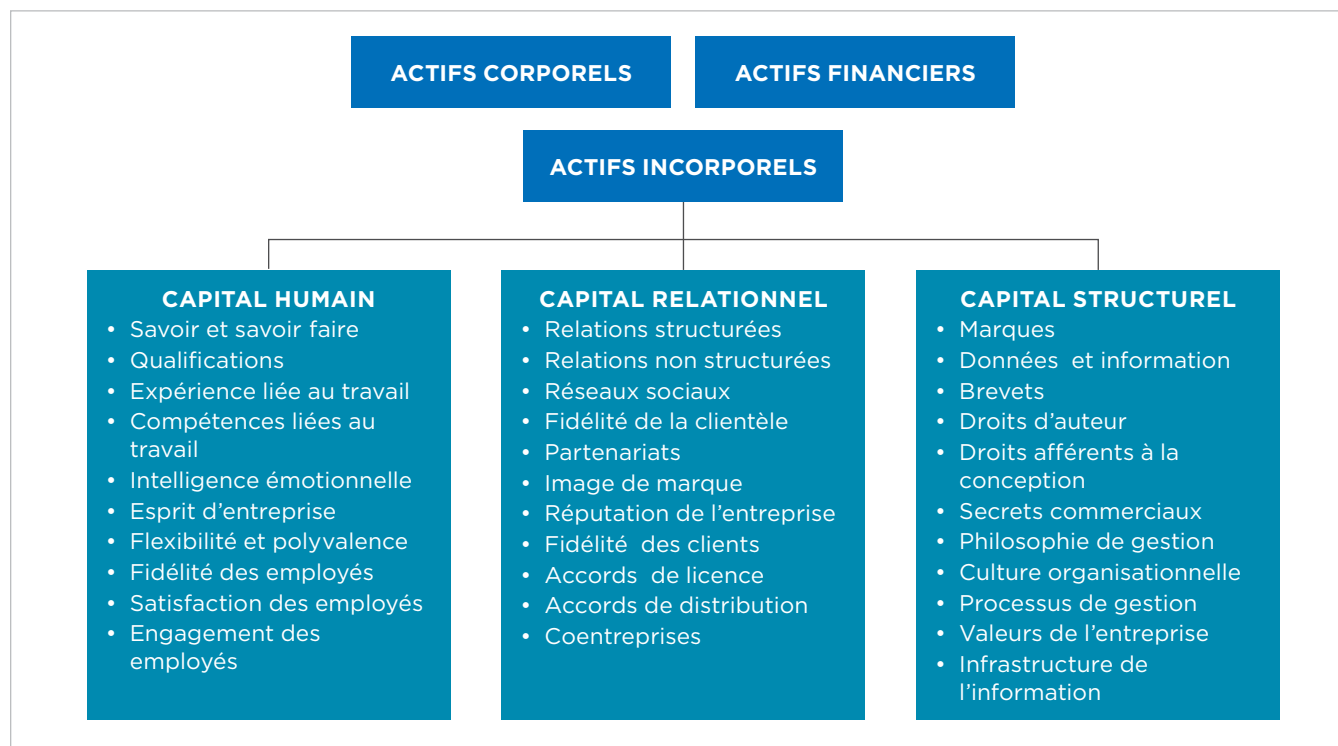 ACTIFS CORPORELS
ACTIFS FINANCIERS
ACTIFS INCORPORELS
CAPITAL HUMAIN
• Savoir et savoir faire
• Qualifications
• Expérience liée au travail
• Compétences liées au
travail
• Intelligence émotionnelle
• Esprit d'entreprise
• Flexibilité et polyvalence
• Fidélité des employés
• Satisfaction des employés
• Engagement des
employés
CAPITAL RELATIONNEL
• Relations structurées
• Relations non structurées
• Réseaux sociaux
• Fidélité de la clientèle
• Partenariats
• Image de marque
• Réputation de l'entreprise
• Fidélité des clients
• Accords de licence
• Accords de distribution
• Coentreprises
CAPITAL STRUCTUREL
• Marques
• Données et information
• Brevets
• Droits d'auteur
• Droits afférents à la
conception
• Secrets commerciaux
• Philosophie de gestion
• Culture organisationnelle
• Processus de gestion
• Valeurs de l'entreprise
• Infrastructure de
l'information